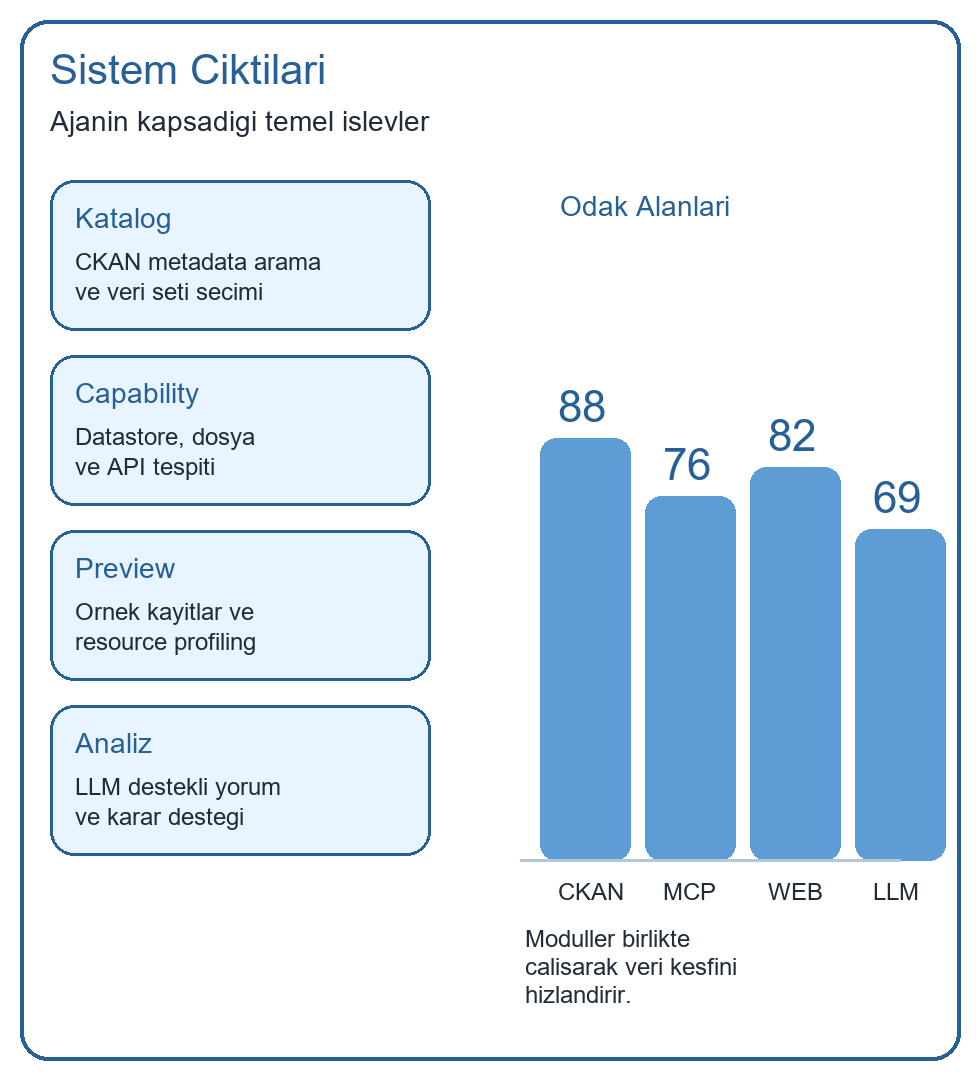 Sistem Ciktilari
Ajanin kapsadigi temel islevler
Katalog
CKAN metadata arama
ve veri seti secimi
Capability
Datastore, dosya
ve API tespiti
Preview
Ornek kayitlar ve
resource profiling
Analiz
LLM destekli yorum
ve karar destegi
Odak Alanlari
88
76
82
69
CKAN
MCP
WEB
LLM
Moduller birlikte
calisarak veri kesfini
hizlandirir.